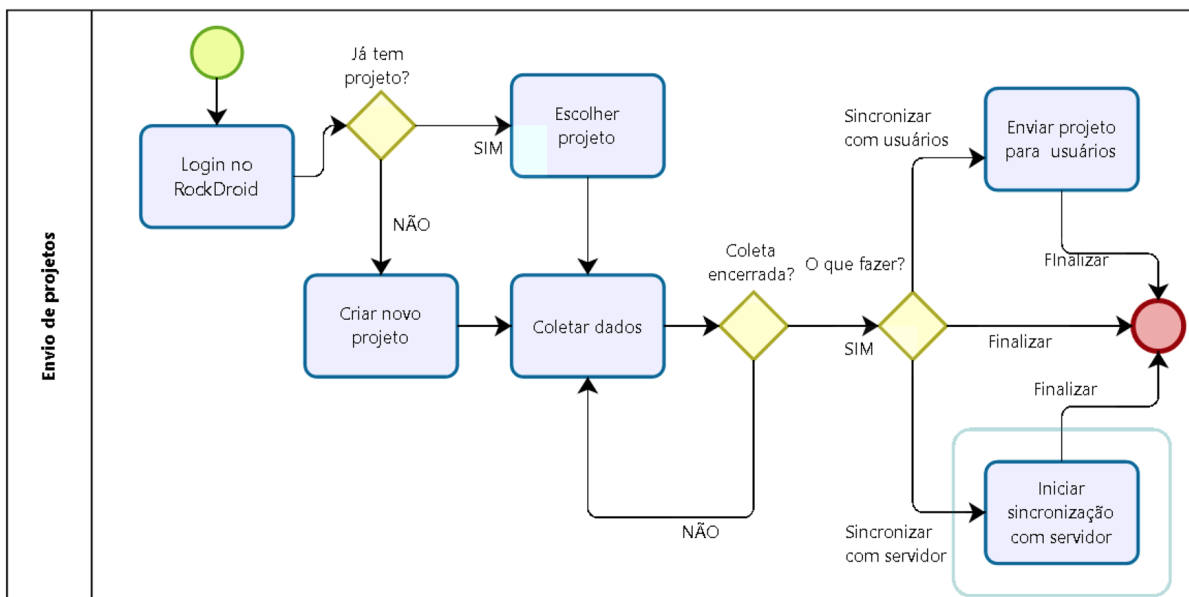 Envio de projetos
Login no
RockDroid
Já tem
projeto?
SIM
NÃO
Escolher
projeto
Criar novo
projeto
Coletar dados
Coleta
encerrada?
NÃO
SIM
O que fazer?
Sincronizar
com usuários
Enviar projeto
para usuários
FInalizar
Finalizar
Finalizar
Sincronizar
com servidor
Iniciar
sincronização
com servidor